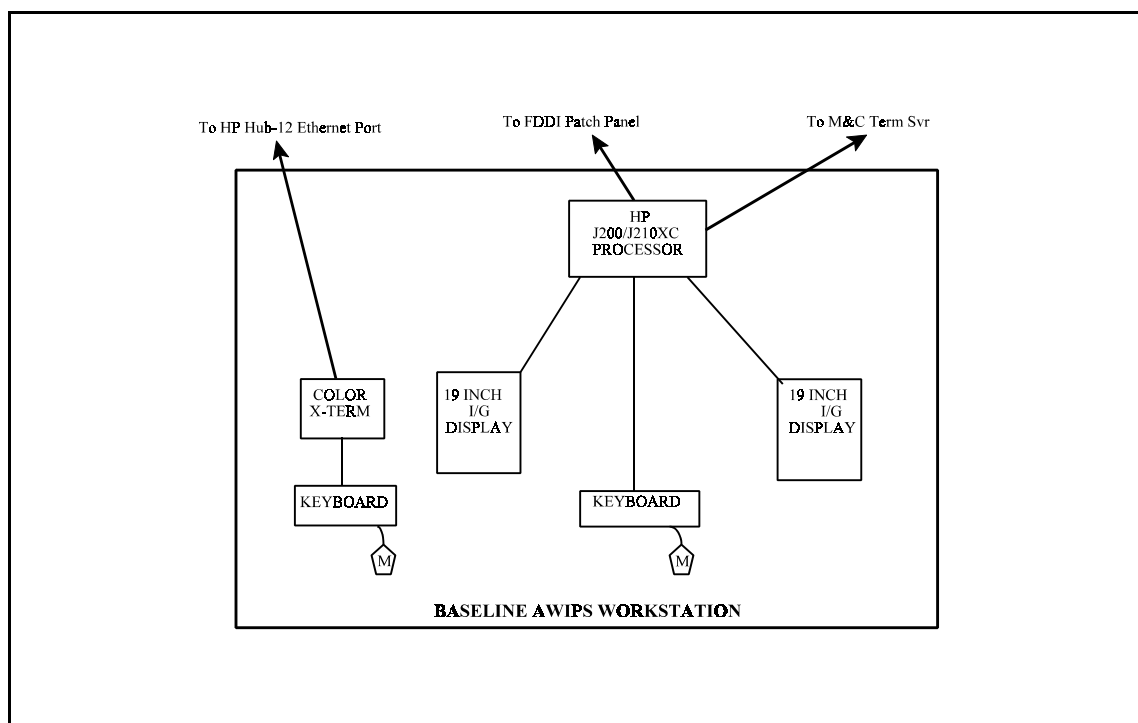 To HP Hub-12 Ethernet Port
To FDDI Patch Panel
To M&C Term Svr
HP
J200/J210XC
PROCESSOR
COLOR
X-TERM
19 INCH
I/G
DISPLAY
19 INCH
I/G
DISPLAY
KEYBOARD
KEYBOARD
M
M
BASELINE AWIPS WORKSTATION